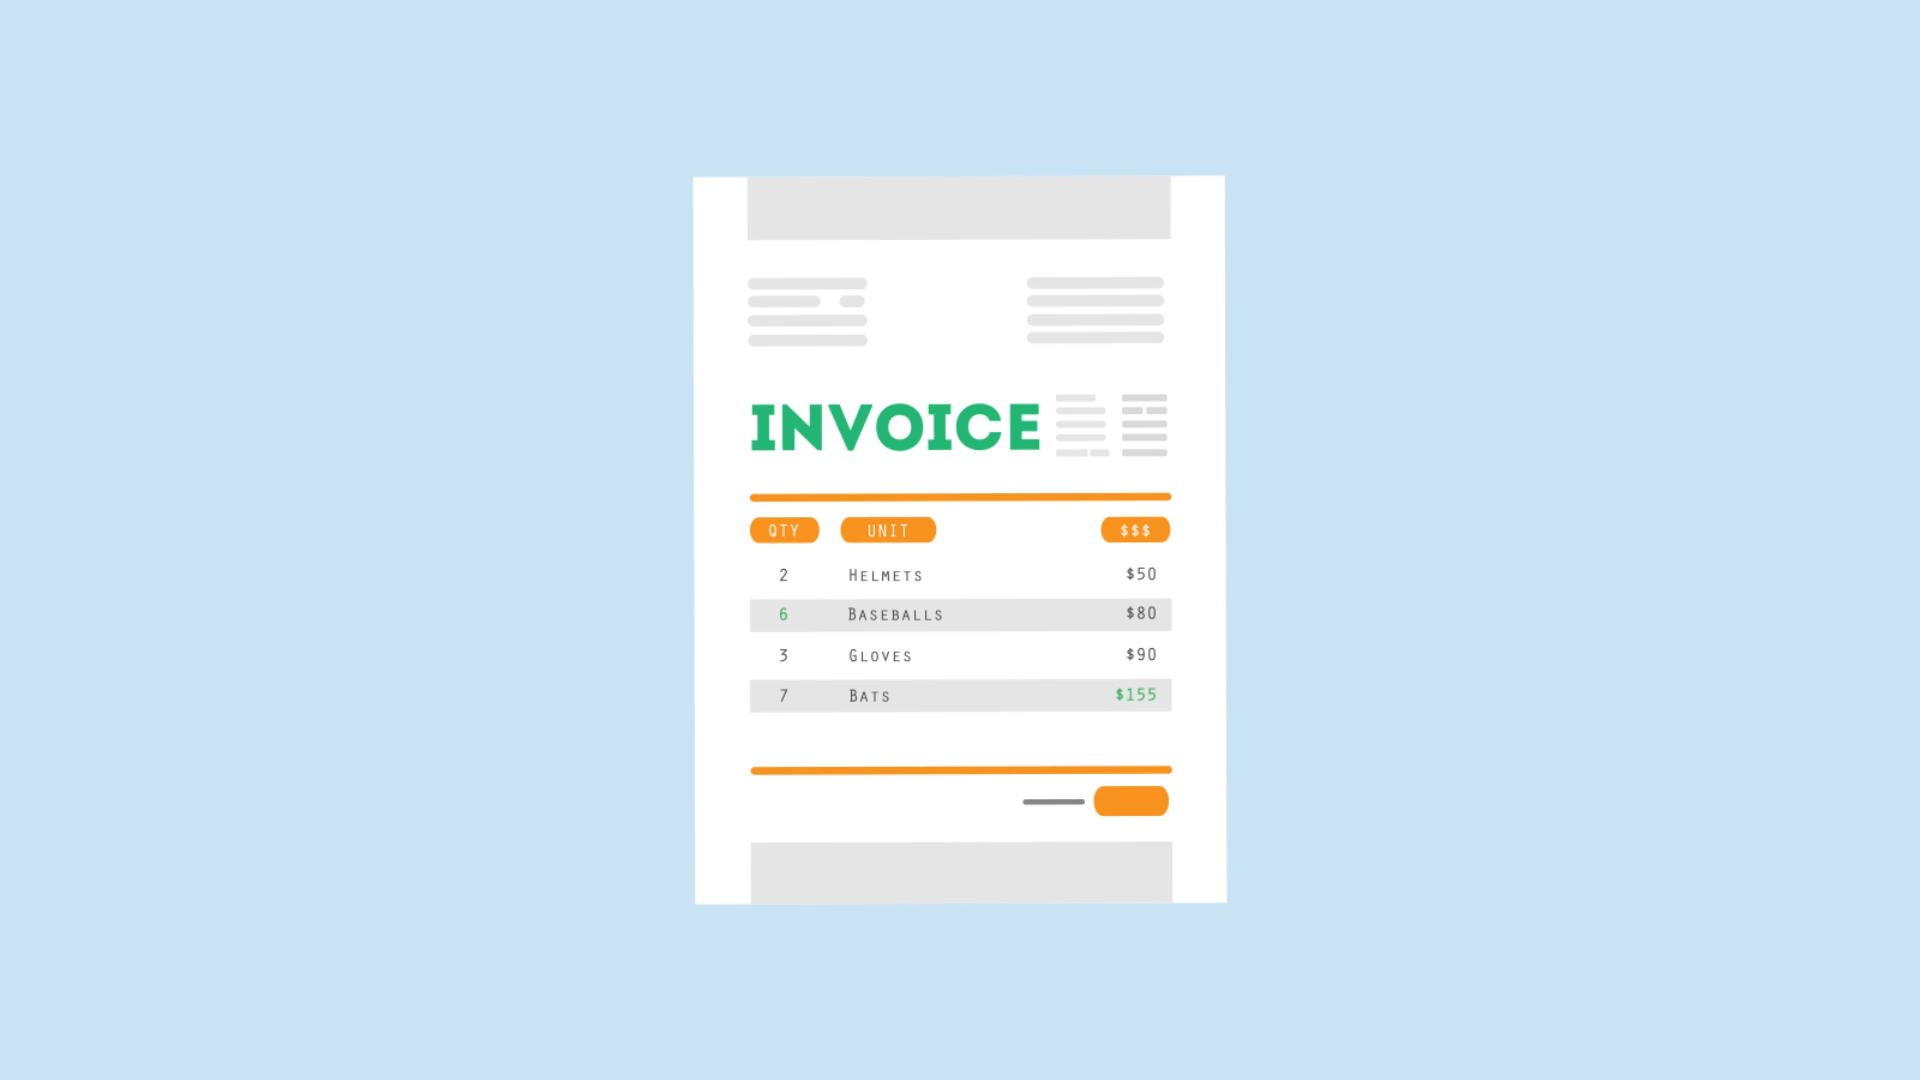 INVOICE
QTY UNIT $$$
2 HELMETS $50
6 BASEBALLS $80
3 GLOVES $90
7 BATS $155